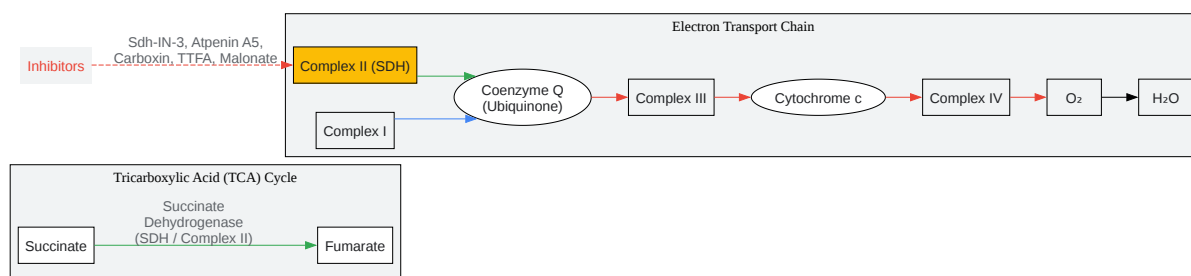 Electron Transport Chain
Sdh-IN-3, Atpenin A5,
Carboxin, TTFA, Malonate
Inhibitors
Complex II (SDH)
Coenzyme Q
(Ubiquinone)
Complex III
Cytochrome c
Complex IV
O₂
H₂O
Complex I
Tricarboxylic Acid (TCA) Cycle
Succinate
Dehydrogenase
(SDH / Complex II)
Succinate
Fumarate